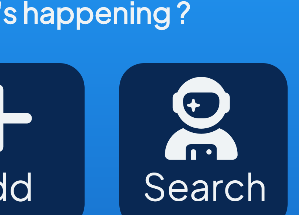 's happening ?
dd
Search